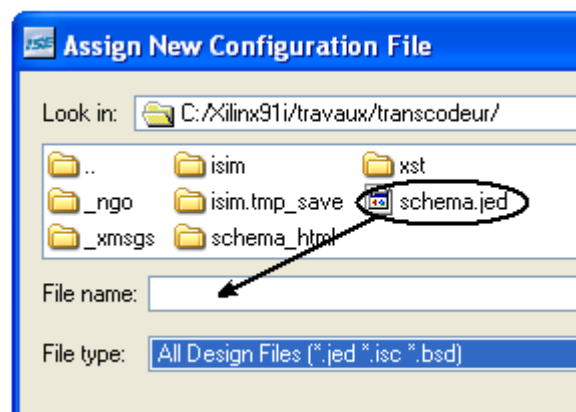 ISE Assign New Configuration File
Look in: C:/Xilinx91i/travaux/transcodeur/
.. isim xst
_ngo isim.tmp_save schema.jed
_xmsgs schema_html
File name:
File type: All Design Files (*.jed *.isc *.bsd)